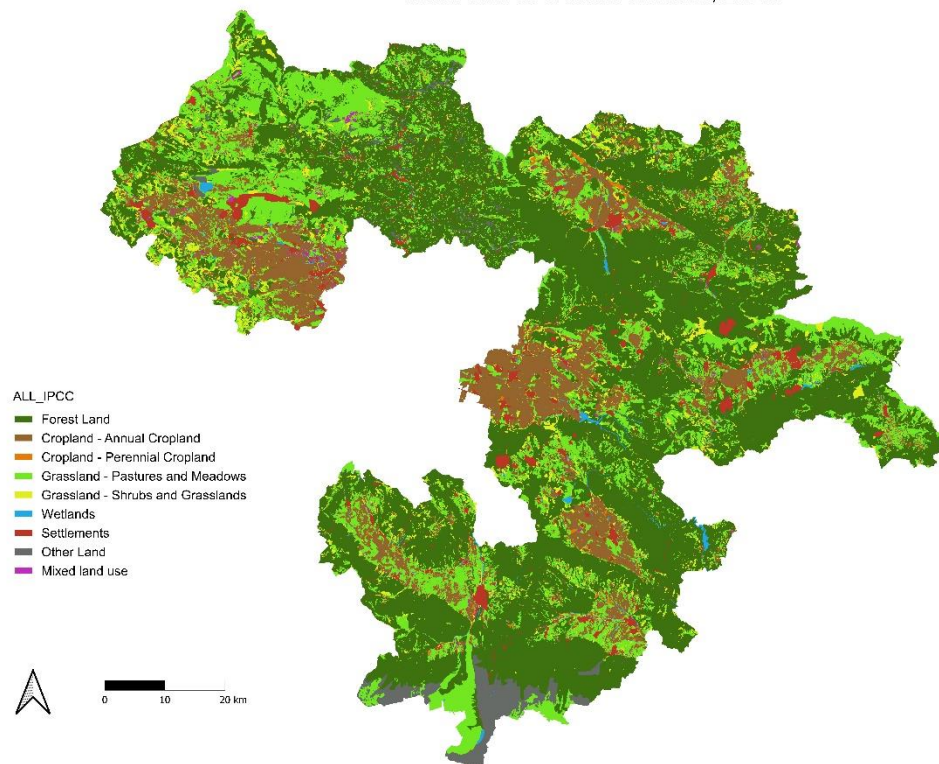 ALL_IPCC
Forest Land
Cropland - Annual Cropland
Cropland - Perennial Cropland
Grassland - Pastures and Meadows
Grassland - Shrubs and Grasslands
Wetlands
Settlements
Other Land
Mixed land use
0 10 20 km